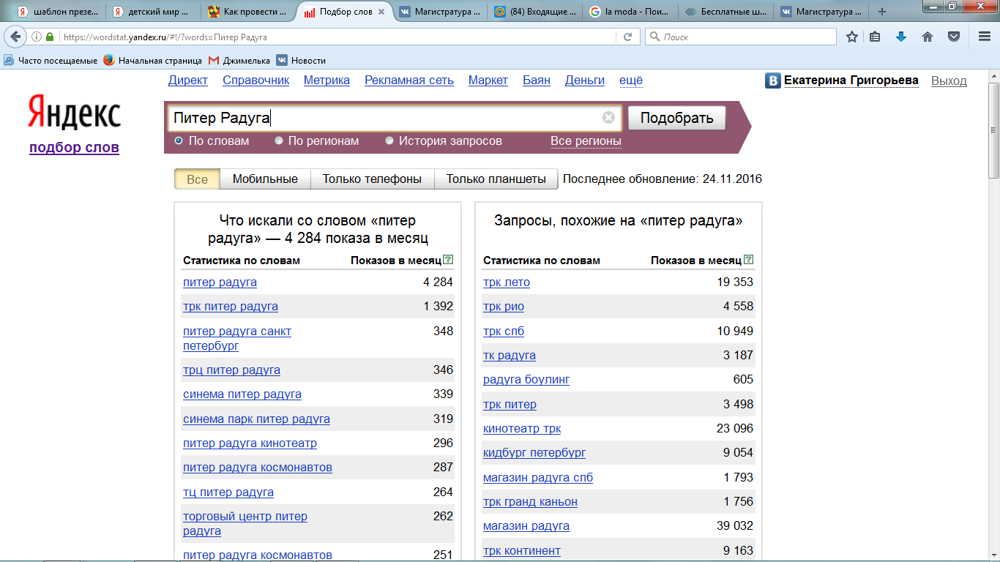 шаблон презе...
детский мир ...
Как провести ...
Подбор слов
Магистратура ...
(84) Входящие ...
la moda - Пои...
Бесплатные ш...
Магистратура ...
https://wordstat.yandex.ru/#!/?words=Питер Радуга
Поиск
Часто посещаемые Начальная страница Джимелька Новости
Директ Справочник Метрика Рекламная сеть Маркет Баян Деньги ещё
Екатерина Григорьева Выход
Яндекс
подбор слов
Питер Радуга
Подобрать
По словам По регионам История запросов Все регионы
Все Мобильные Только телефоны Только планшеты Последнее обновление: 24.11.2016
Что искали со словом «питер
радуга» — 4 284 показа в месяц
Статистика по словам Показов в месяц ?
питер радуга 4 284
трк питер радуга 1 392
питер радуга санкт 348
петербург
трц питер радуга 346
синема питер радуга 339
синема парк питер радуга 319
питер радуга кинотеатр 296
питер радуга космонавтов 287
тц питер радуга 264
торговый центр питер 262
радуга
питер радуга космонавтов 251
Запросы, похожие на «питер радуга»
Статистика по словам Показов в месяц ?
трк лето 19 353
трк рио 4 558
трк спб 10 949
тк радуга 3 187
радуга боулинг 605
трк питер 3 498
кинотеатр трк 23 096
кидбург петербург 9 054
магазин радуга спб 1 793
трк гранд каньон 1 756
магазин радуга 39 032
трк континент 9 163